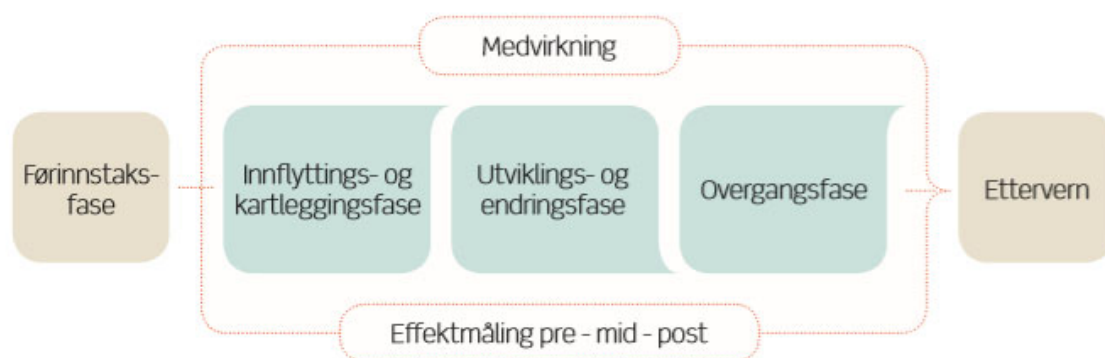 Medvirkning
Førinnstaks-
fase
Innflyttings- og
kartleggingsfase
Utviklings- og
endringsfase
Overgangsfase
Ettervern
Effektmåling pre - mid - post